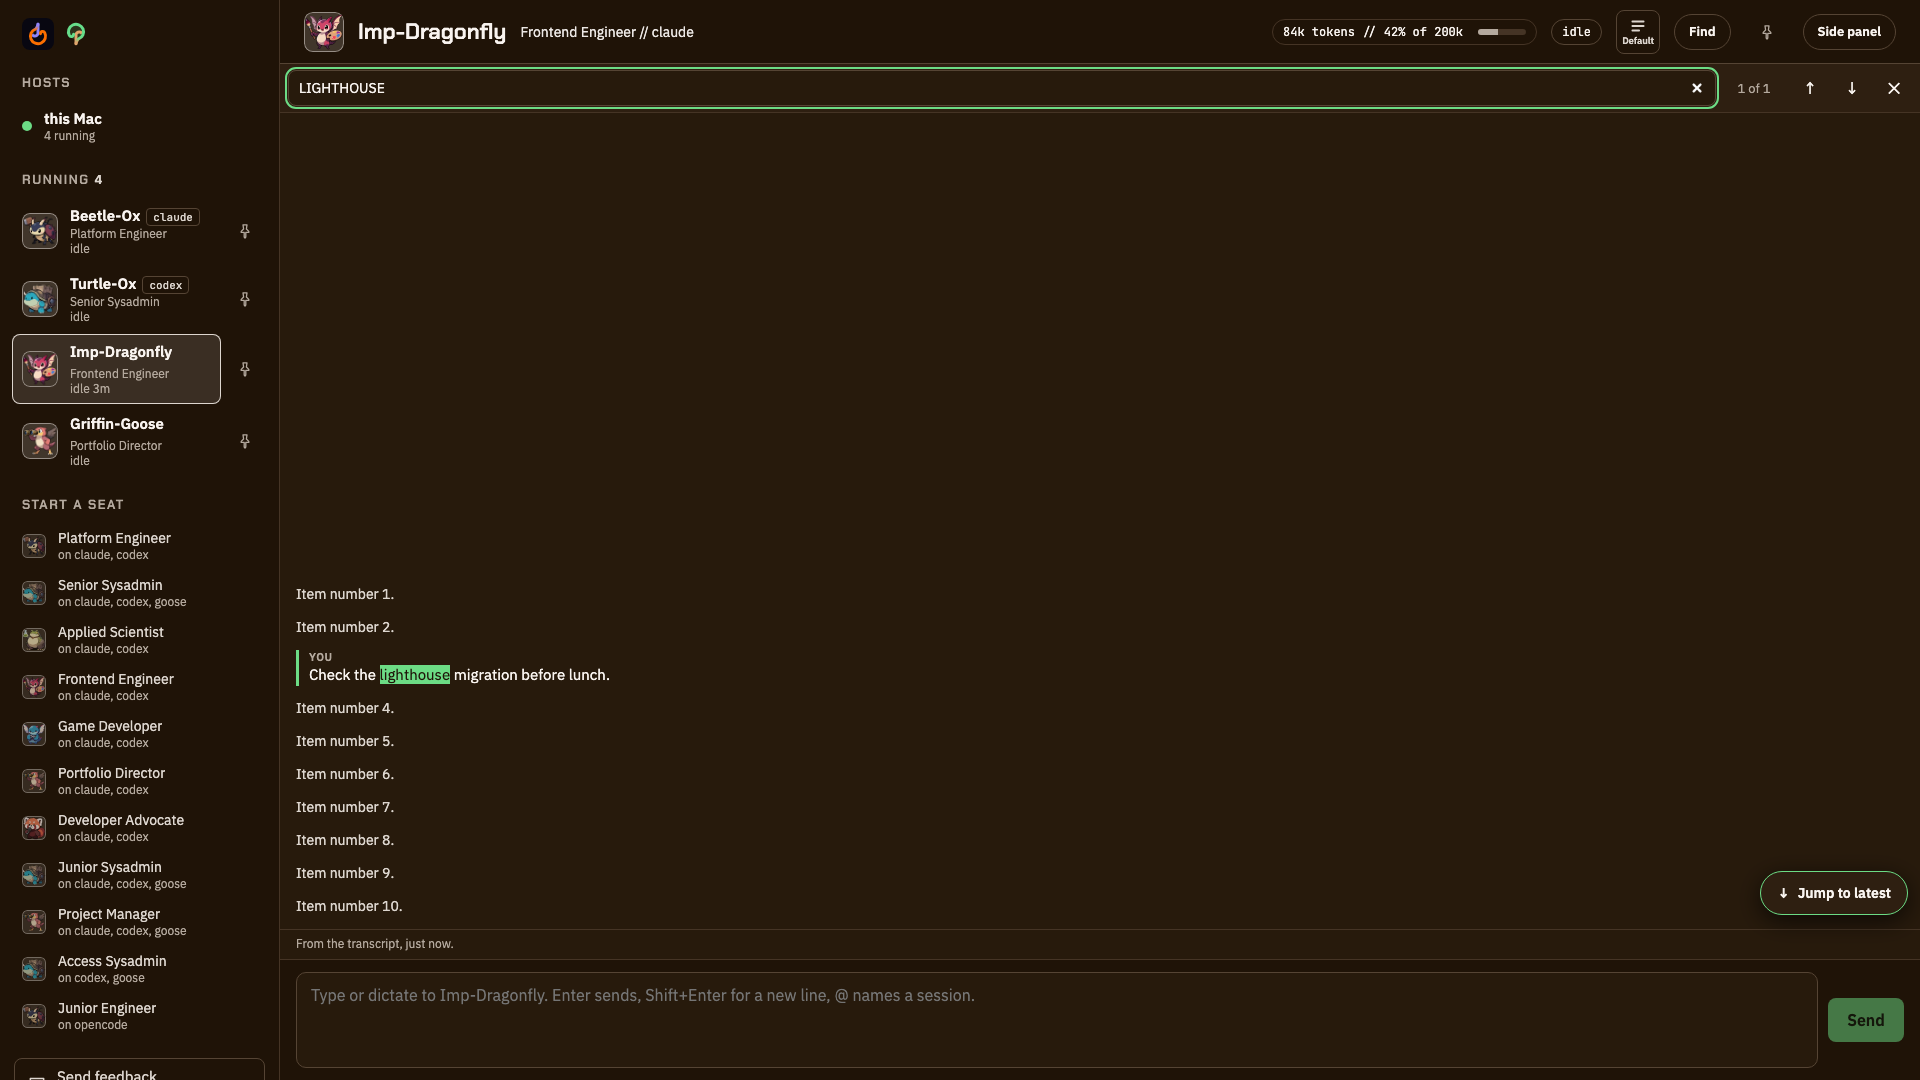 HOSTS
this Mac
4 running
RUNNING 4
Beetle-Ox claude
Platform Engineer
idle
Turtle-Ox codex
Senior Sysadmin
idle
Imp-Dragonfly
Frontend Engineer
idle 3m
Griffin-Goose
Portfolio Director
idle
START A SEAT
Platform Engineer
on claude, codex
Senior Sysadmin
on claude, codex, goose
Applied Scientist
on claude, codex
Frontend Engineer
on claude, codex
Game Developer
on claude, codex
Portfolio Director
on claude, codex
Developer Advocate
on claude, codex
Junior Sysadmin
on claude, codex, goose
Project Manager
on claude, codex, goose
Access Sysadmin
on codex, goose
Junior Engineer
on opencode
Send feedback
Imp-Dragonfly Frontend Engineer // claude
84k tokens // 42% of 200k
idle
Default
Find
Side panel
LIGHTHOUSE
1 of 1
Item number 1.
Item number 2.
YOU
Check the lighthouse migration before lunch.
Item number 4.
Item number 5.
Item number 6.
Item number 7.
Item number 8.
Item number 9.
Item number 10.
Jump to latest
From the transcript, just now.
Type or dictate to Imp-Dragonfly. Enter sends, Shift+Enter for a new line, @ names a session.
Send